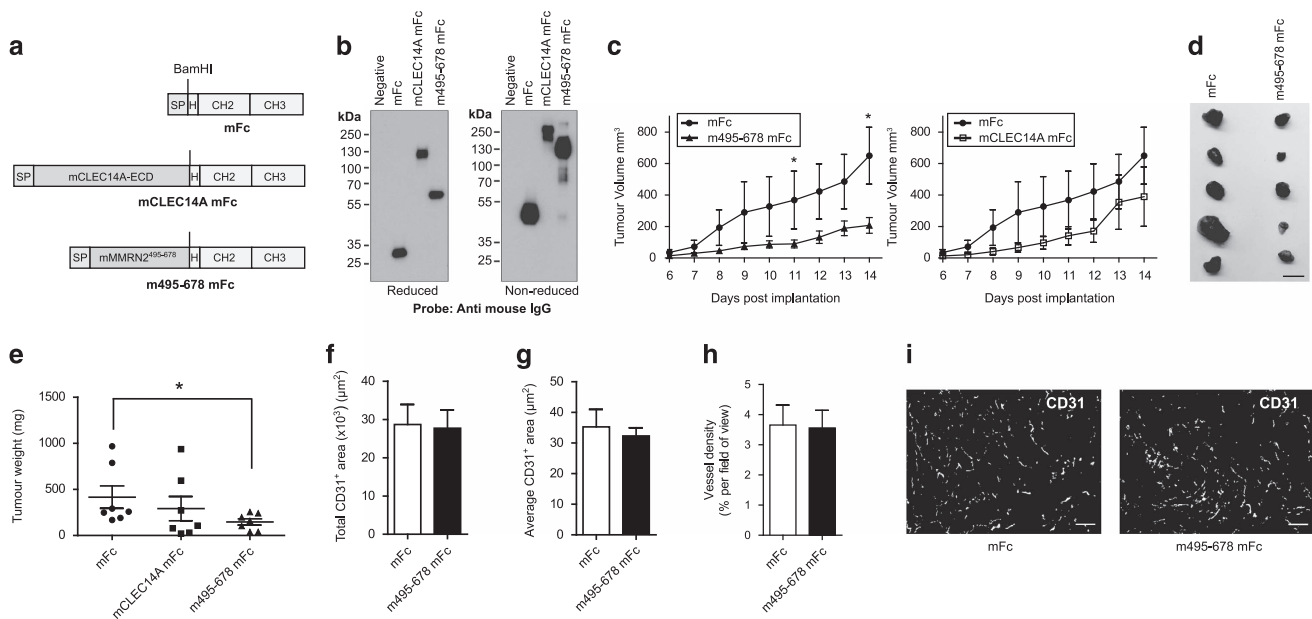 a
BamHI
SP H CH2 CH3
mFc
SP mCLEC14A-ECD H CH2 CH3
mCLEC14A mFc
SP mMMRN2⁴⁹⁵⁻⁶⁷⁸ H CH2 CH3
m495-678 mFc
b
Negative
mFc
mCLEC14A mFc
m495-678 mFc
kDa
250
130
100
70
55
35
25
Reduced
Negative
mFc
mCLEC14A mFc
m495-678 mFc
kDa
250
130
100
70
55
35
25
Non-reduced
Probe: Anti mouse IgG
c
Tumour Volume mm³
800
600
400
200
0
mFc
m495-678 mFc
*
*
6 7 8 9 10 11 12 13 14
Days post implantation
Tumour Volume mm³
800
600
400
200
0
mFc
mCLEC14A mFc
6 7 8 9 10 11 12 13 14
Days post implantation
d
mFc
m495-678 mFc
e
Tumour weight (mg)
1500
1000
500
0
*
mFc
mCLEC14A mFc
m495-678 mFc
f
Total CD31⁺ area (x10³) (µm²)
40
30
20
10
0
mFc
m495-678 mFc
g
Average CD31⁺ area (µm²)
50
40
30
20
10
0
mFc
m495-678 mFc
h
Vessel density
(% per field of view)
5
4
3
2
1
0
mFc
m495-678 mFc
i
CD31
mFc
CD31
m495-678 mFc